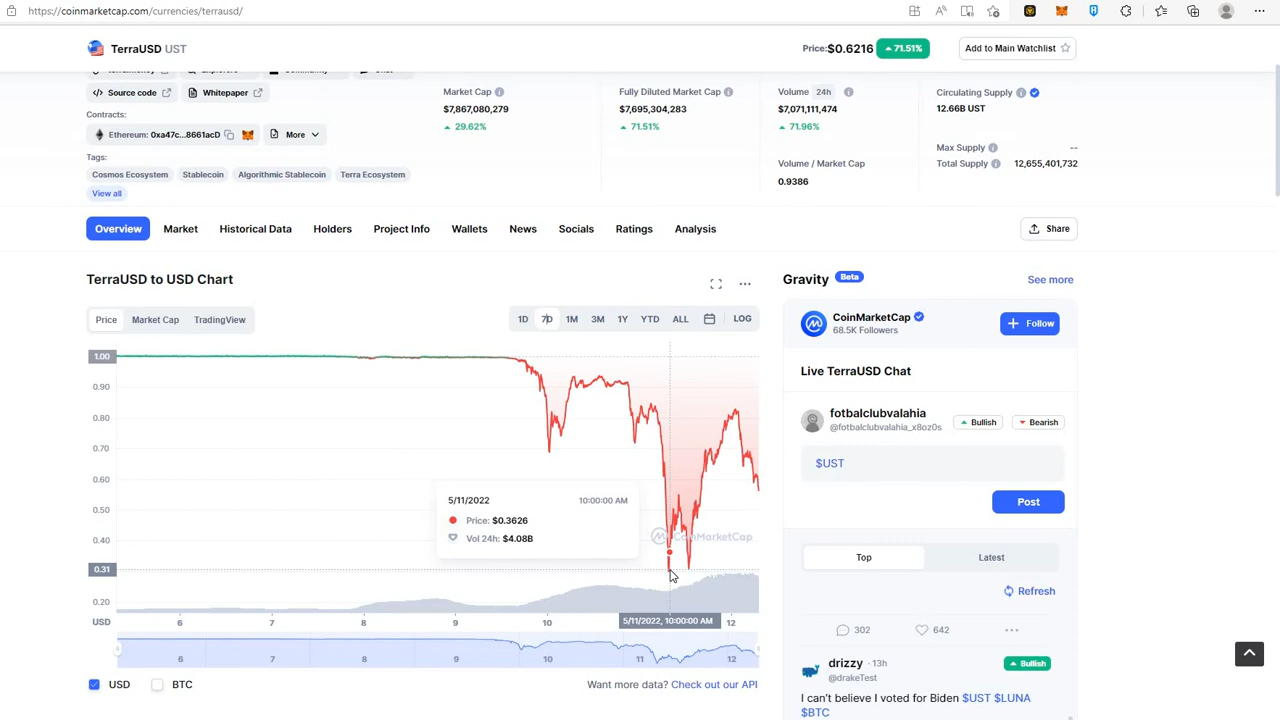 https://coinmarketcap.com/currencies/terrausd/
TerraUSD UST
Price:$0.6216 71.51%
Add to Main Watchlist
Source code
Whitepaper
Contracts:
Ethereum: 0xa47c...8661acD
More
Tags:
Cosmos Ecosystem Stablecoin Algorithmic Stablecoin Terra Ecosystem
View all
Market Cap
$7,867,080,279
29.62%
Fully Diluted Market Cap
$7,695,304,283
71.51%
Volume 24h
$7,071,111,474
71.96%
Volume / Market Cap
0.9386
Circulating Supply
12.66B UST
Max Supply --
Total Supply 12,655,401,732
Overview Market Historical Data Holders Project Info Wallets News Socials Ratings Analysis
Share
TerraUSD to USD Chart
Price Market Cap TradingView
1D 7D 1M 3M 1Y YTD ALL LOG
1.00
0.90
0.80
0.70
0.60
0.50
0.40
0.31
0.20
USD
5/11/2022 10:00:00 AM
Price: $0.3626
Vol 24h: $4.08B
CoinMarketCap
6 7 8 9 10 5/11/2022, 10:00:00 AM 12
6 7 8 9 10 11 12
USD BTC
Want more data? Check out our API
Gravity Beta
See more
CoinMarketCap
68.5K Followers
Follow
Live TerraUSD Chat
fotbalclubvalahia
@fotbalclubvalahia_x8oz0s
Bullish Bearish
$UST
Post
Top Latest
Refresh
302 642
drizzy · 13h
@drakeTest
Bullish
I can't believe I voted for Biden $UST $LUNA
$BTC